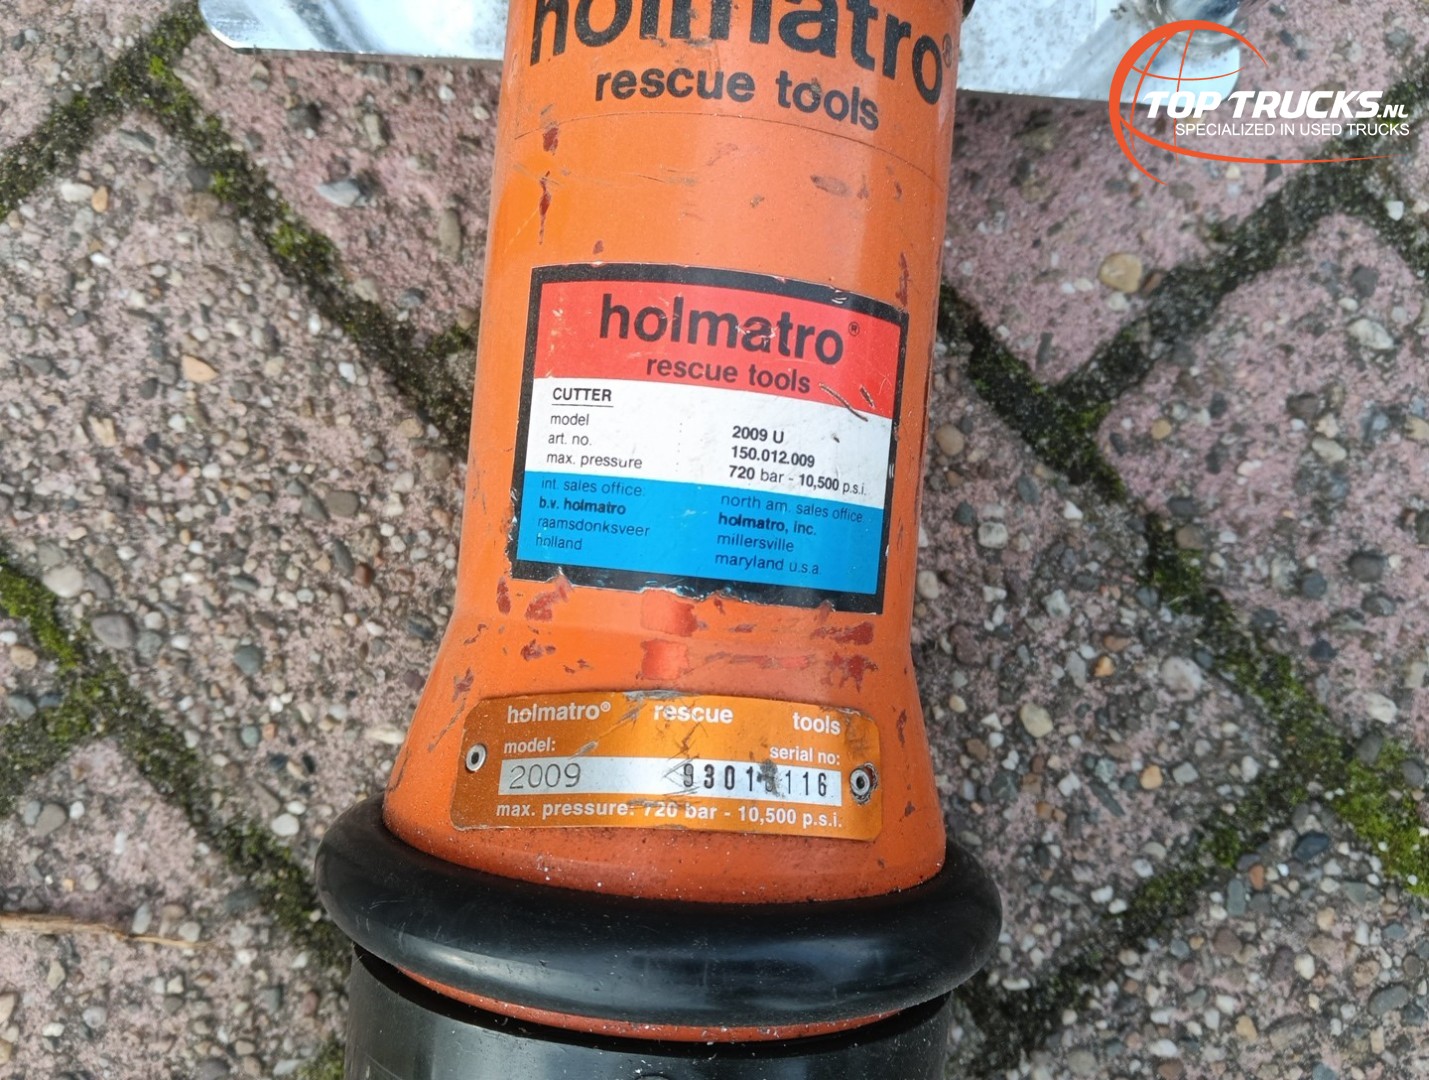 holmatro®
rescue tools
TOPTRUCKS.NL
SPECIALIZED IN USED TRUCKS
holmatro®
rescue tools
CUTTER
model : 2009 U
art. no. : 150.012.009
max. pressure : 720 bar - 10,500 p.s.i.
int. sales office: north am. sales office:
b.v. holmatro holmatro, inc.
raamsdonksveer millersville
holland maryland u.s.a.
holmatro® rescue tools
model: serial no:
2009
max. pressure: 720 bar - 10,500 p.s.i.